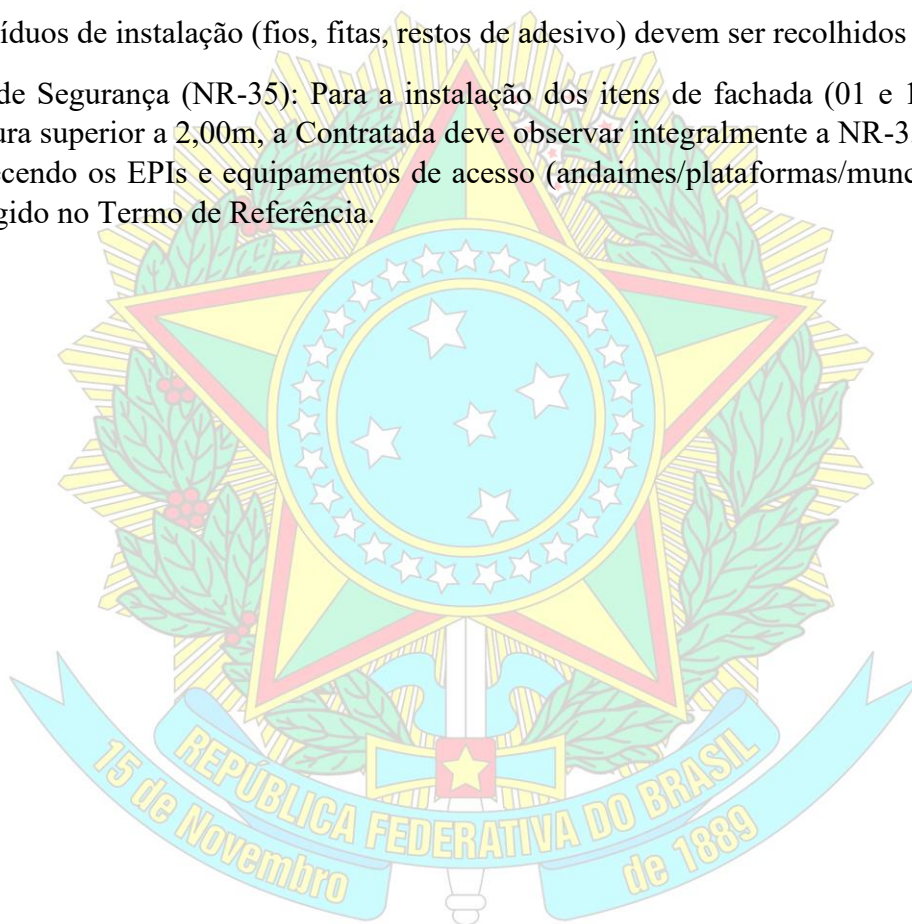 íduos de instalação (fios, fitas, restos de adesivo) devem ser recolhidos
de Segurança (NR-35): Para a instalação dos itens de fachada (01 e 1
ura superior a 2,00m, a Contratada deve observar integralmente a NR-3
ecendo os EPIs e equipamentos de acesso (andaimes/plataformas/munc
gido no Termo de Referência.
REPÚBLICA FEDERATIVA DO BRASIL
15 de Novembro de 1889